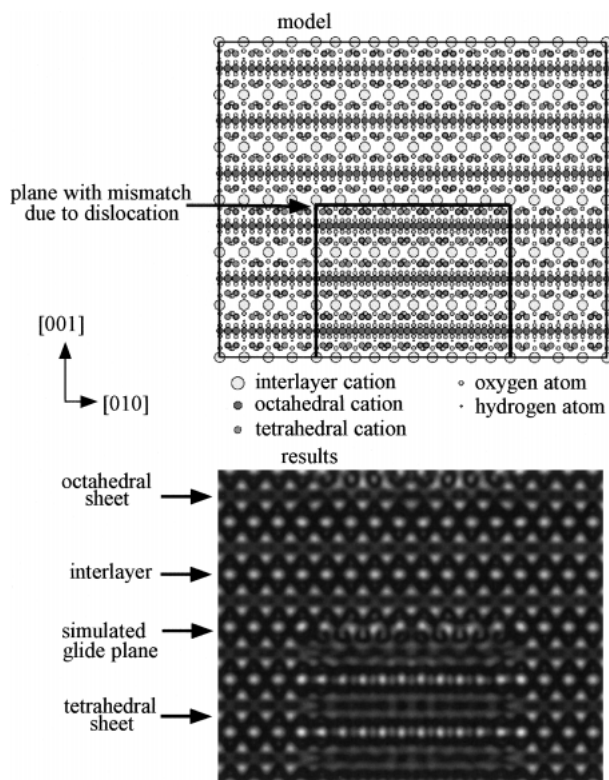 model
plane with mismatch
due to dislocation
[001]
[010]
interlayer cation
oxygen atom
octahedral cation
hydrogen atom
tetrahedral cation
results
octahedral
sheet
interlayer
simulated
glide plane
tetrahedral
sheet